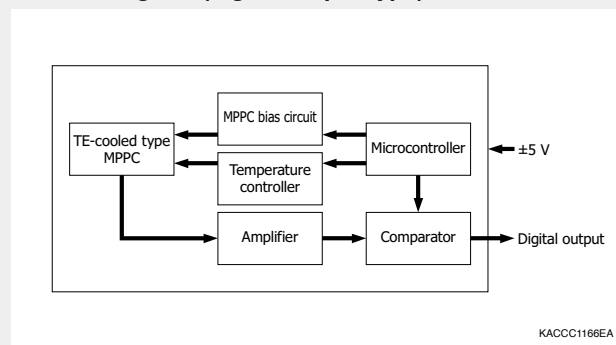 MPPC bias circuit
TE-cooled type
MPPC
Microcontroller
±5 V
Temperature
controller
Amplifier
Comparator
Digital output
KACCC1166EA